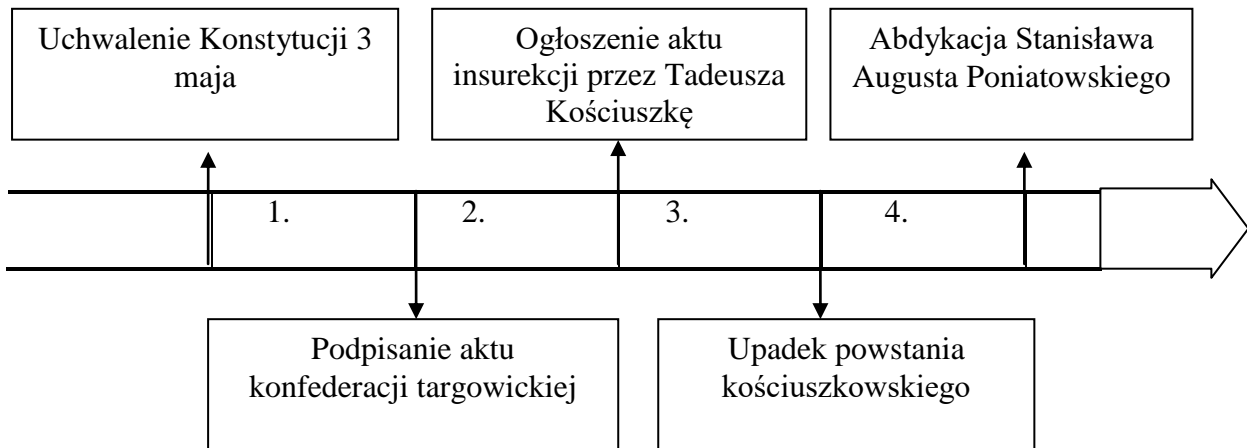 Uchwalenie Konstytucji 3
maja
Ogłoszenie aktu
insurekcji przez Tadeusza
Kościuszkę
Abdykacja Stanisława
Augusta Poniatowskiego
1.
2.
3.
4.
Podpisanie aktu
konfederacji targowickiej
Upadek powstania
kościuszkowskiego